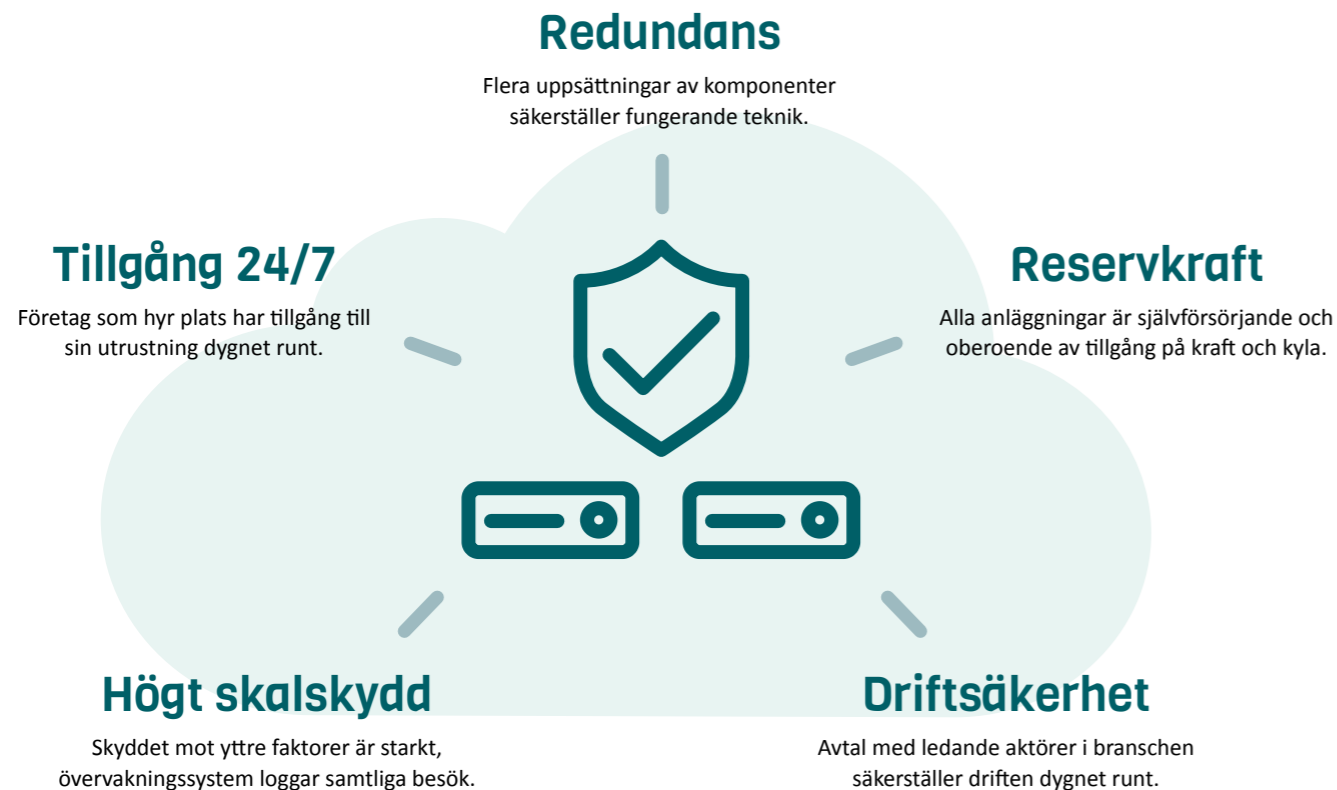 Redundans
Flera uppsättningar av komponenter
säkerställer fungerande teknik.
Tillgång 24/7
Företag som hyr plats har tillgång till
sin utrustning dygnet runt.
Reservkraft
Alla anläggningar är självförsörjande och
oberoende av tillgång på kraft och kyla.
Högt skalskydd
Skyddet mot yttre faktorer är starkt,
övervakningssystem loggar samtliga besök.
Driftsäkerhet
Avtal med ledande aktörer i branschen
säkerställer driften dygnet runt.